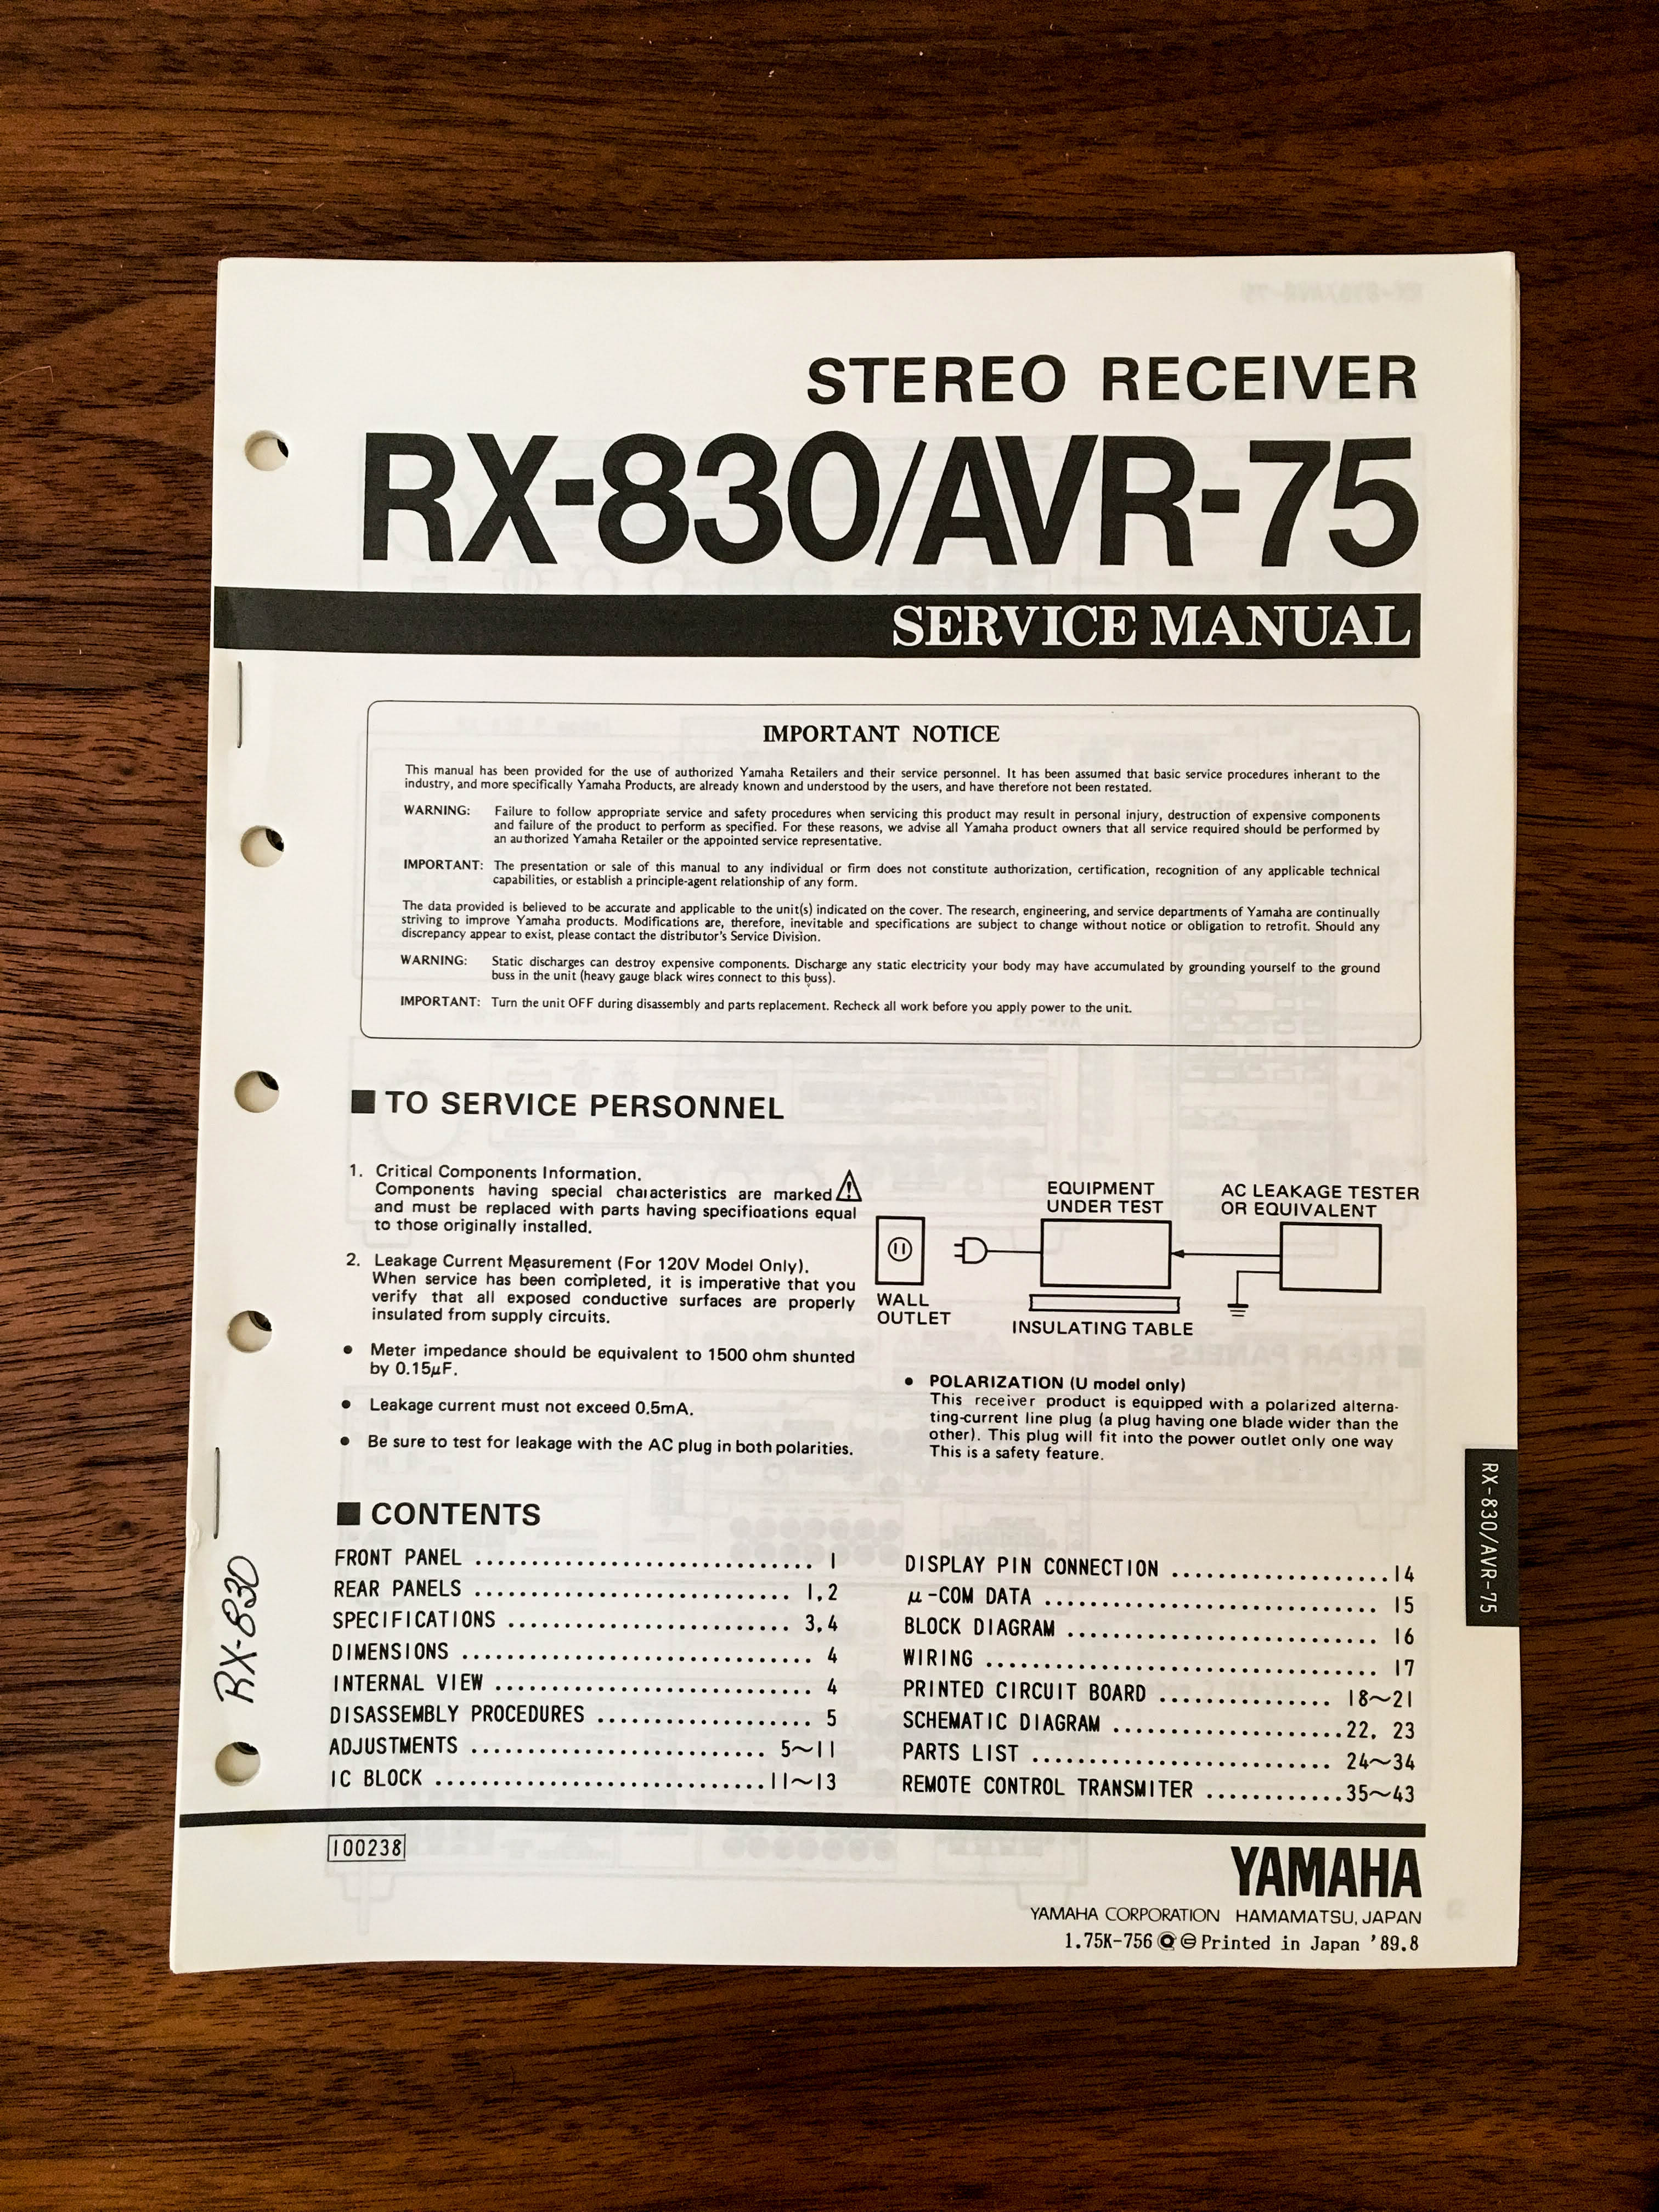 STEREO RECEIVER
RX-830/AVR-75
SERVICE MANUAL
IMPORTANT NOTICE
This manual has been provided for the use of authorized Yamaha Retailers and their service personnel. It has been assumed that basic service procedures inherant to the
industry, and more specifically Yamaha Products, are already known and understood by the users, and have therefore not been restated.
WARNING: Failure to follow appropriate service and safety procedures when servicing this product may result in personal injury, destruction of expensive components
and failure of the product to perform as specified. For these reasons, we advise all Yamaha product owners that all service required should be performed by
an authorized Yamaha Retailer or the appointed service representative.
IMPORTANT: The presentation or sale of this manual to any individual or firm does not constitute authorization, certification, recognition of any applicable technical
capabilities, or establish a principle-agent relationship of any form.
The data provided is believed to be accurate and applicable to the unit(s) indicated on the cover. The research, engineering, and service departments of Yamaha are continually
striving to improve Yamaha products. Modifications are, therefore, inevitable and specifications are subject to change without notice or obligation to retrofit. Should any
discrepancy appear to exist, please contact the distributor's Service Division.
WARNING: Static discharges can destroy expensive components. Discharge any static electricity your body may have accumulated by grounding yourself to the ground
buss in the unit (heavy gauge black wires connect to this buss).
IMPORTANT: Turn the unit OFF during disassembly and parts replacement. Recheck all work before you apply power to the unit.
■ TO SERVICE PERSONNEL
1. Critical Components Information.
Components having special characteristics are marked ⚠
and must be replaced with parts having specifications equal
to those originally installed.
2. Leakage Current Measurement (For 120V Model Only).
When service has been completed, it is imperative that you
verify that all exposed conductive surfaces are properly
insulated from supply circuits.
● Meter impedance should be equivalent to 1500 ohm shunted
by 0.15μF.
● Leakage current must not exceed 0.5mA.
● Be sure to test for leakage with the AC plug in both polarities.
EQUIPMENT
UNDER TEST
AC LEAKAGE TESTER
OR EQUIVALENT
WALL
OUTLET
INSULATING TABLE
● POLARIZATION (U model only)
This receiver product is equipped with a polarized alterna-
ting-current line plug (a plug having one blade wider than the
other). This plug will fit into the power outlet only one way
This is a safety feature.
RX-830/AVR-75
■ CONTENTS
FRONT PANEL ................................ 1
REAR PANELS .............................. 1,2
SPECIFICATIONS ........................... 3,4
DIMENSIONS ................................. 4
INTERNAL VIEW .............................. 4
DISASSEMBLY PROCEDURES .................... 5
ADJUSTMENTS ............................ 5~11
IC BLOCK ...............................11~13
DISPLAY PIN CONNECTION ...................14
μ-COM DATA ................................ 15
BLOCK DIAGRAM ............................. 16
WIRING ..................................... 17
PRINTED CIRCUIT BOARD ................ 18~21
SCHEMATIC DIAGRAM ......................22, 23
PARTS LIST ............................ 24~34
REMOTE CONTROL TRANSMITER .............35~43
RX-830
100238
YAMAHA
YAMAHA CORPORATION HAMAMATSU, JAPAN
1.75K-756 Printed in Japan '89.8